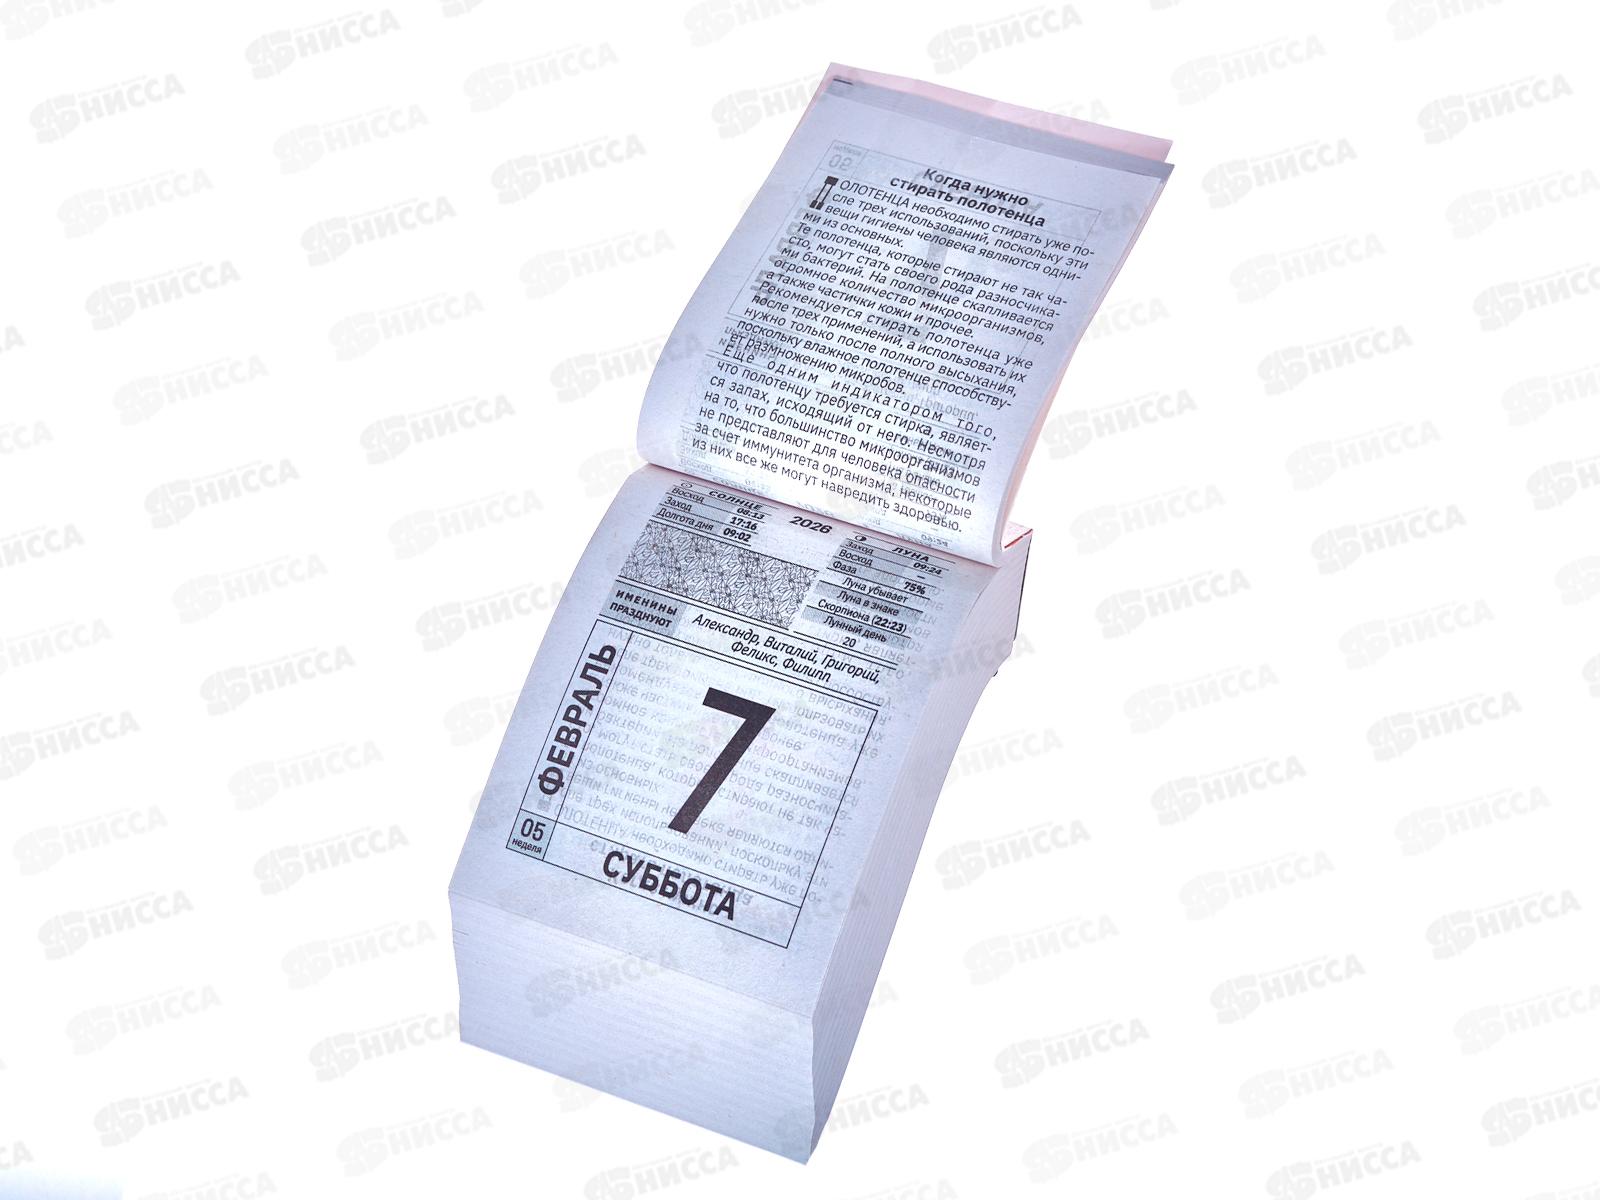 Когда нужно
стирать полотенца
ПОЛОТЕНЦА необходимо стирать уже по-
сле трех использований, поскольку эти
вещи гигиены человека являются одни-
ми из основных.
Те полотенца, которые стирают не так ча-
сто, могут стать своего рода разносчика-
ми бактерий. На полотенце скапливается
огромное количество микроорганизмов,
а также частички кожи и прочее.
Рекомендуется стирать полотенца уже
после трех применений, а использовать их
нужно только после полного высыхания,
поскольку влажное полотенце способству-
ет размножению микробов.
Еще одним индикатором того,
что полотенцу требуется стирка, являет-
ся запах, исходящий от него. Несмотря
на то, что большинство микроорганизмов
не представляют для человека опасности
за счет иммунитета организма, некоторые
из них все же могут навредить здоровью.
СОЛНЦЕ
Восход 08:13
Заход 17:16
Долгота дня 09:02
2026
ЛУНА
Заход 09:24
Восход –
Фаза 75%
Луна убывает
Луна в знаке
Скорпиона (22:23)
Лунный день
20
ИМЕНИНЫ
ПРАЗДНУЮТ
Александр, Виталий, Григорий,
Феликс, Филипп
ФЕВРАЛЬ
7
05
неделя
СУББОТА
НИССА